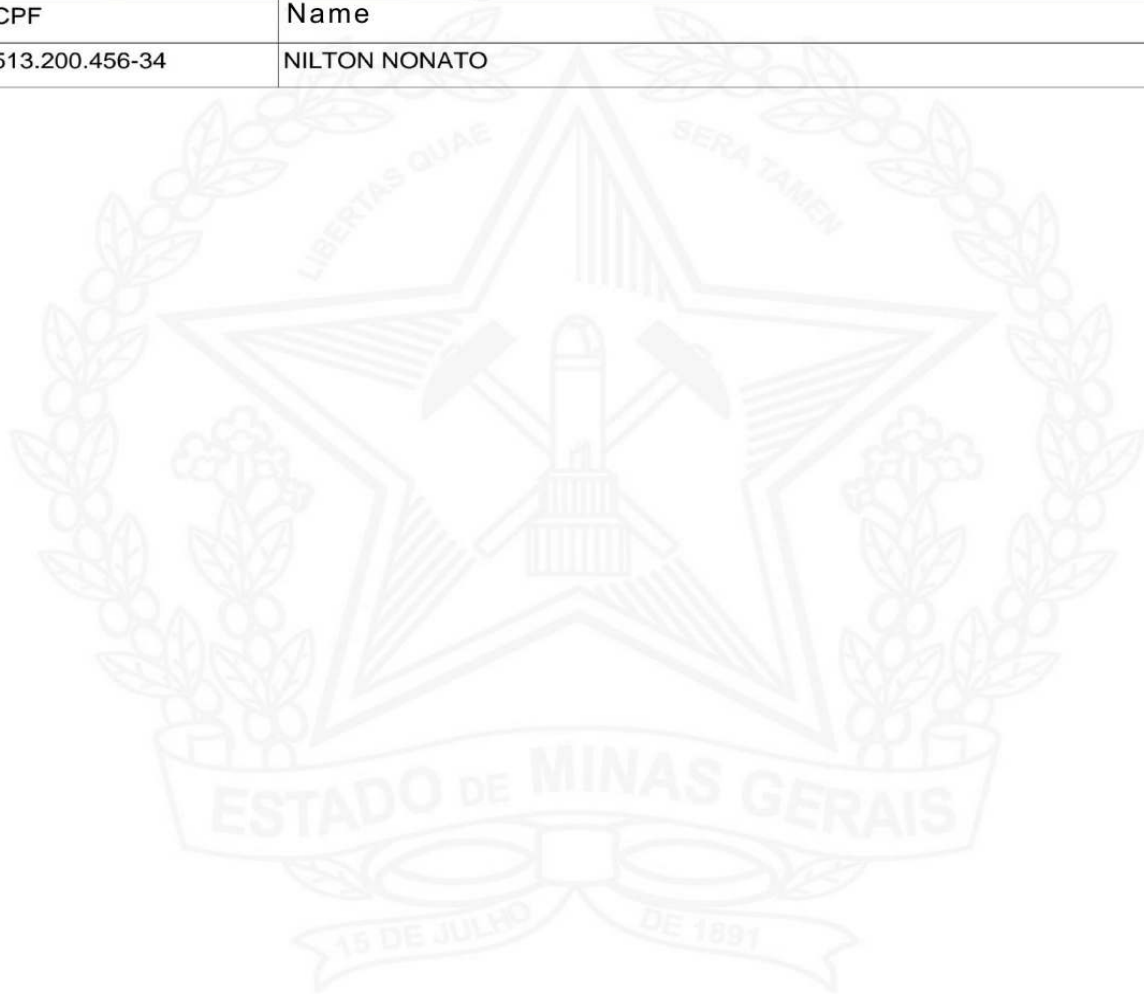 CPF Name
513.200.456-34 NILTON NONATO
LIBERTAS QUAE SERA TAMEN
ESTADO DE MINAS GERAIS
15 DE JULHO DE 1891